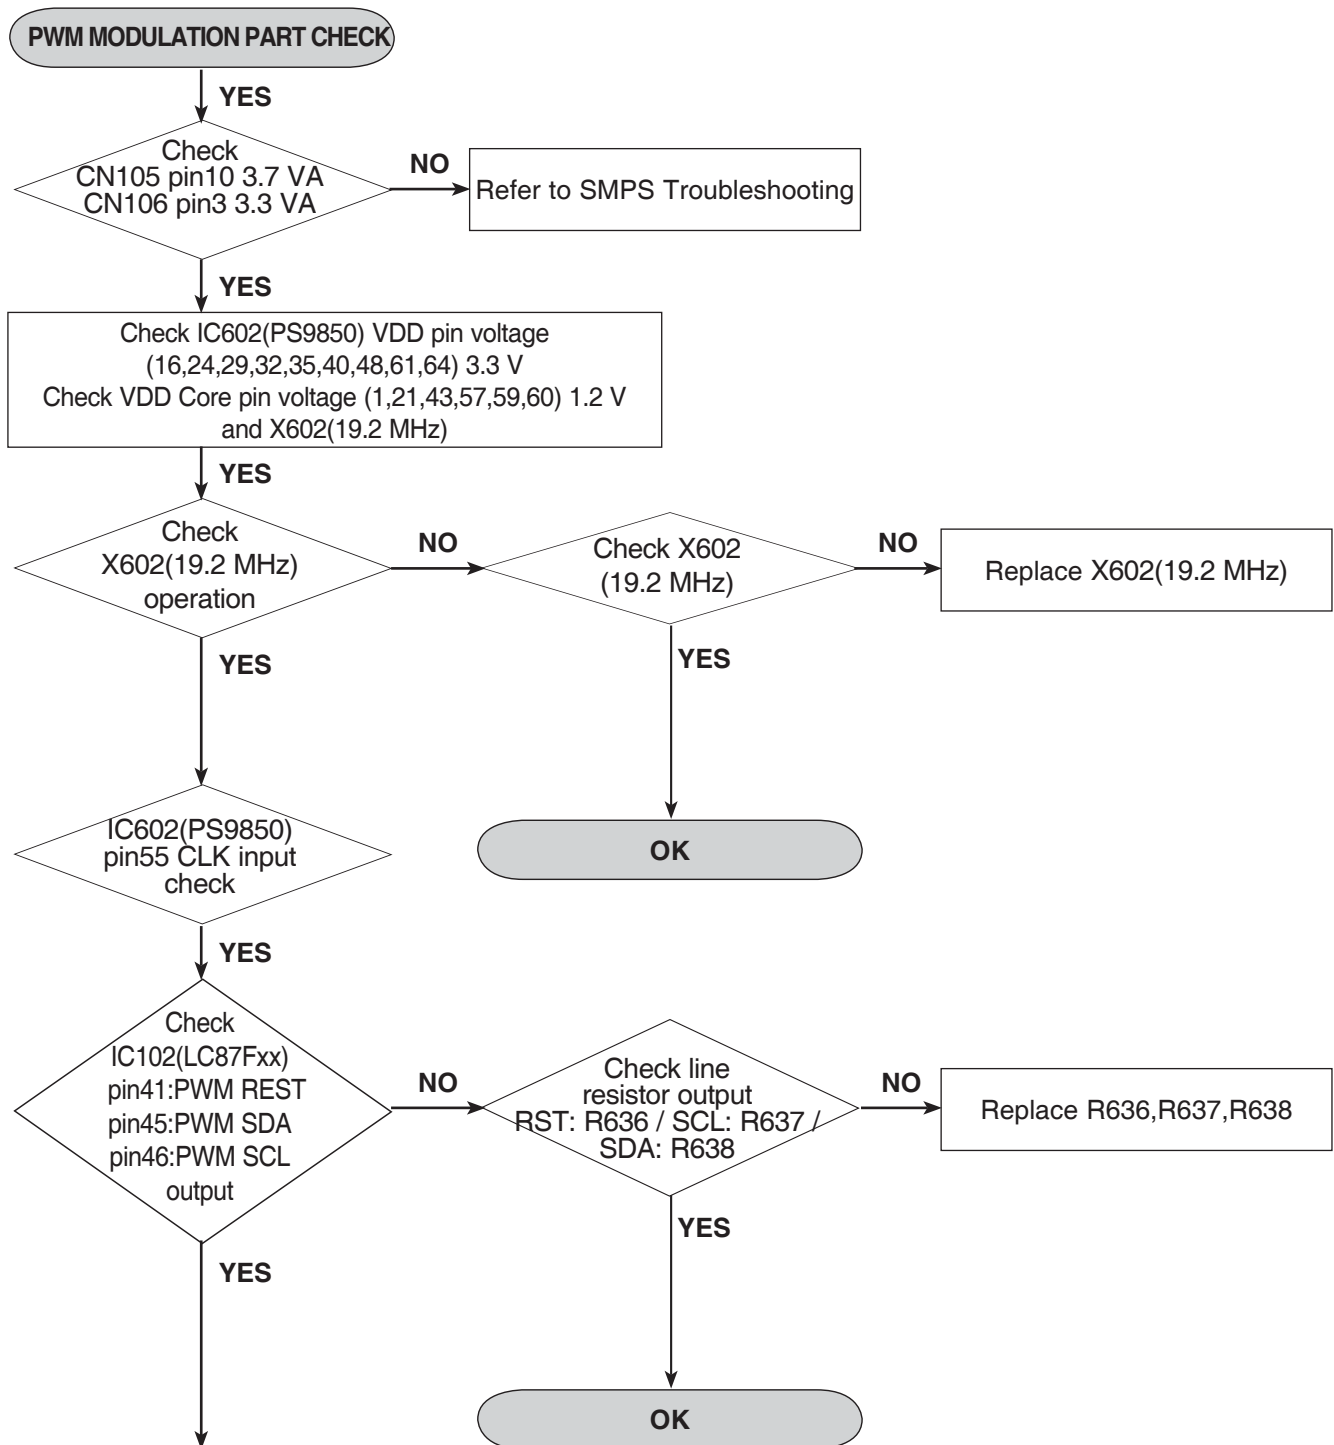 PWM MODULATION PART CHECK
YES
Check
CN105 pin10 3.7 VA
CN106 pin3 3.3 VA
NO
Refer to SMPS Troubleshooting
YES
Check IC602(PS9850) VDD pin voltage
(16,24,29,32,35,40,48,61,64) 3.3 V
Check VDD Core pin voltage (1,21,43,57,59,60) 1.2 V
and X602(19.2 MHz)
YES
Check
X602(19.2 MHz)
operation
NO
Check X602
(19.2 MHz)
NO
Replace X602(19.2 MHz)
YES
YES
IC602(PS9850)
pin55 CLK input
check
OK
YES
Check
IC102(LC87Fxx)
pin41:PWM REST
pin45:PWM SDA
pin46:PWM SCL
output
NO
Check line
resistor output
RST: R636 / SCL: R637 /
SDA: R638
NO
Replace R636,R637,R638
YES
YES
OK